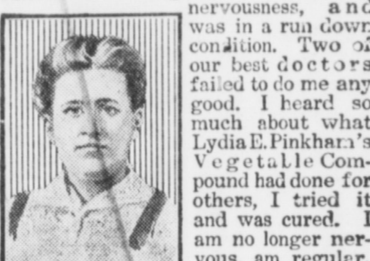 nervousness, and
was in a run down
condition. Two of
our best doctors
failed to do me any
good. I heard so
much about what
Lydia E. Pinkham's
Vegetable Com-
pound had done for
others, I tried it
and was cured. I
am no longer ner-
vous, am regular,